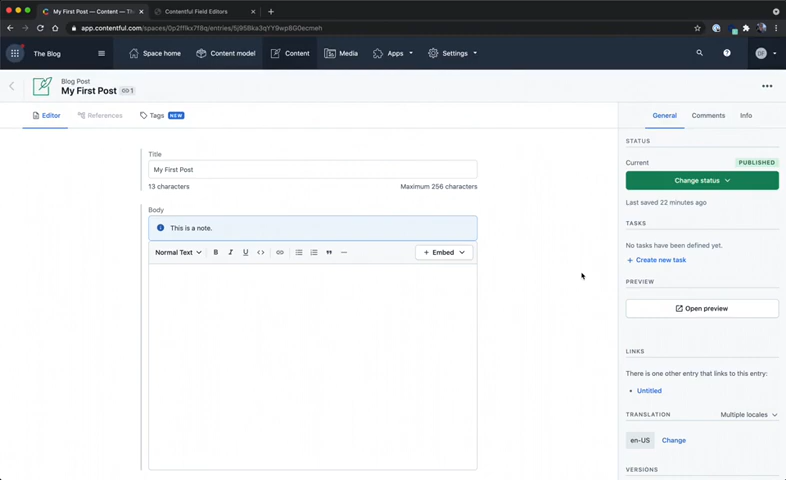 My First Post — Content — Th
Contentful Field Editors
app.contentful.com/spaces/0p2ff9kx7f8q/entries/5j95Bka3qYY9wpB0G0ecmeh
The Blog
Space home
Content model
Content
Media
Apps
Settings
OF
Blog Post
My First Post
1
Editor
References
Tags
NEW
General
Comments
Info
Title
My First Post
13 characters
Maximum 256 characters
Body
This is a note.
Normal Text
B
I
U
Embed
STATUS
Current
PUBLISHED
Change status
Last saved 22 minutes ago
TASKS
No tasks have been defined yet.
+ Create new task
PREVIEW
Open preview
LINKS
There is one other entry that links to this entry:
• Untitled
TRANSLATION
Multiple locales
en-US
Change
VERSIONS